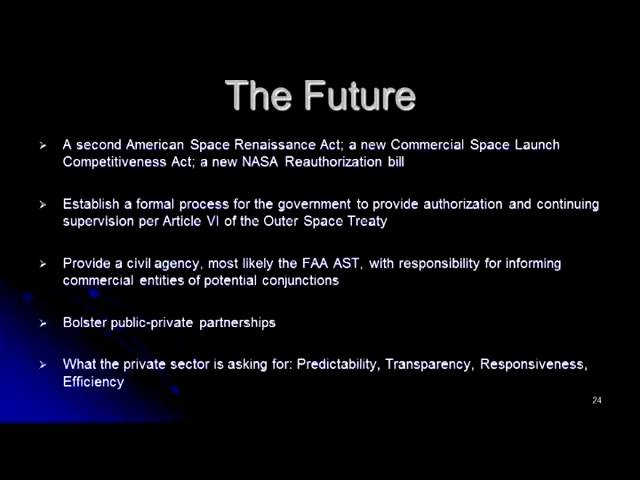 The Future
A second American Space Renaissance Act; a new Commercial Space Launch
Competitiveness Act; a new NASA Reauthorization bill
Establish a formal process for the government to provide authorization and continuing
supervision per Article VI of the Outer Space Treaty
Provide a civil agency, most likely the FAA AST, with responsibility for informing
commercial entities of potential conjunctions
Bolster public-private partnerships
What the private sector is asking for: Predictability, Transparency, Responsiveness,
Efficiency
24